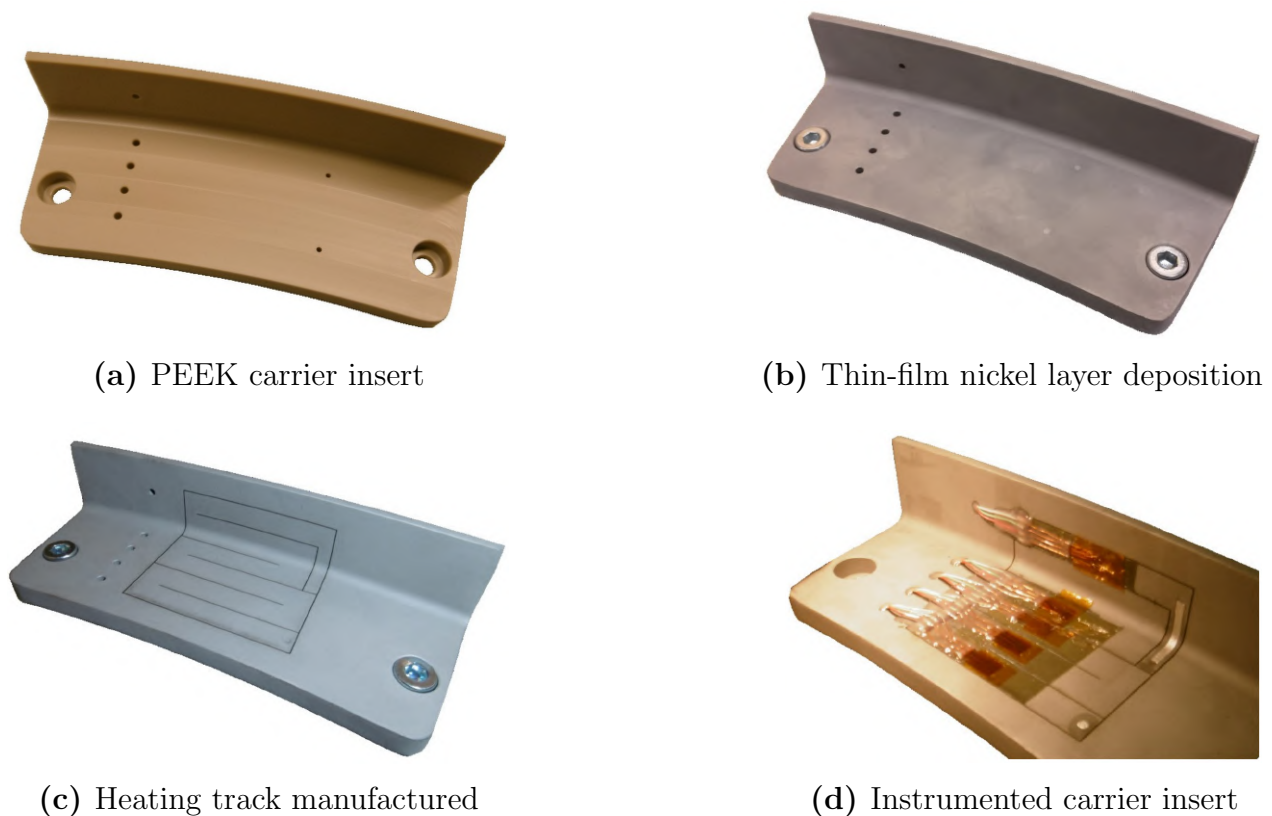 (a) PEEK carrier insert
(b) Thin-film nickel layer deposition
(c) Heating track manufactured
(d) Instrumented carrier insert